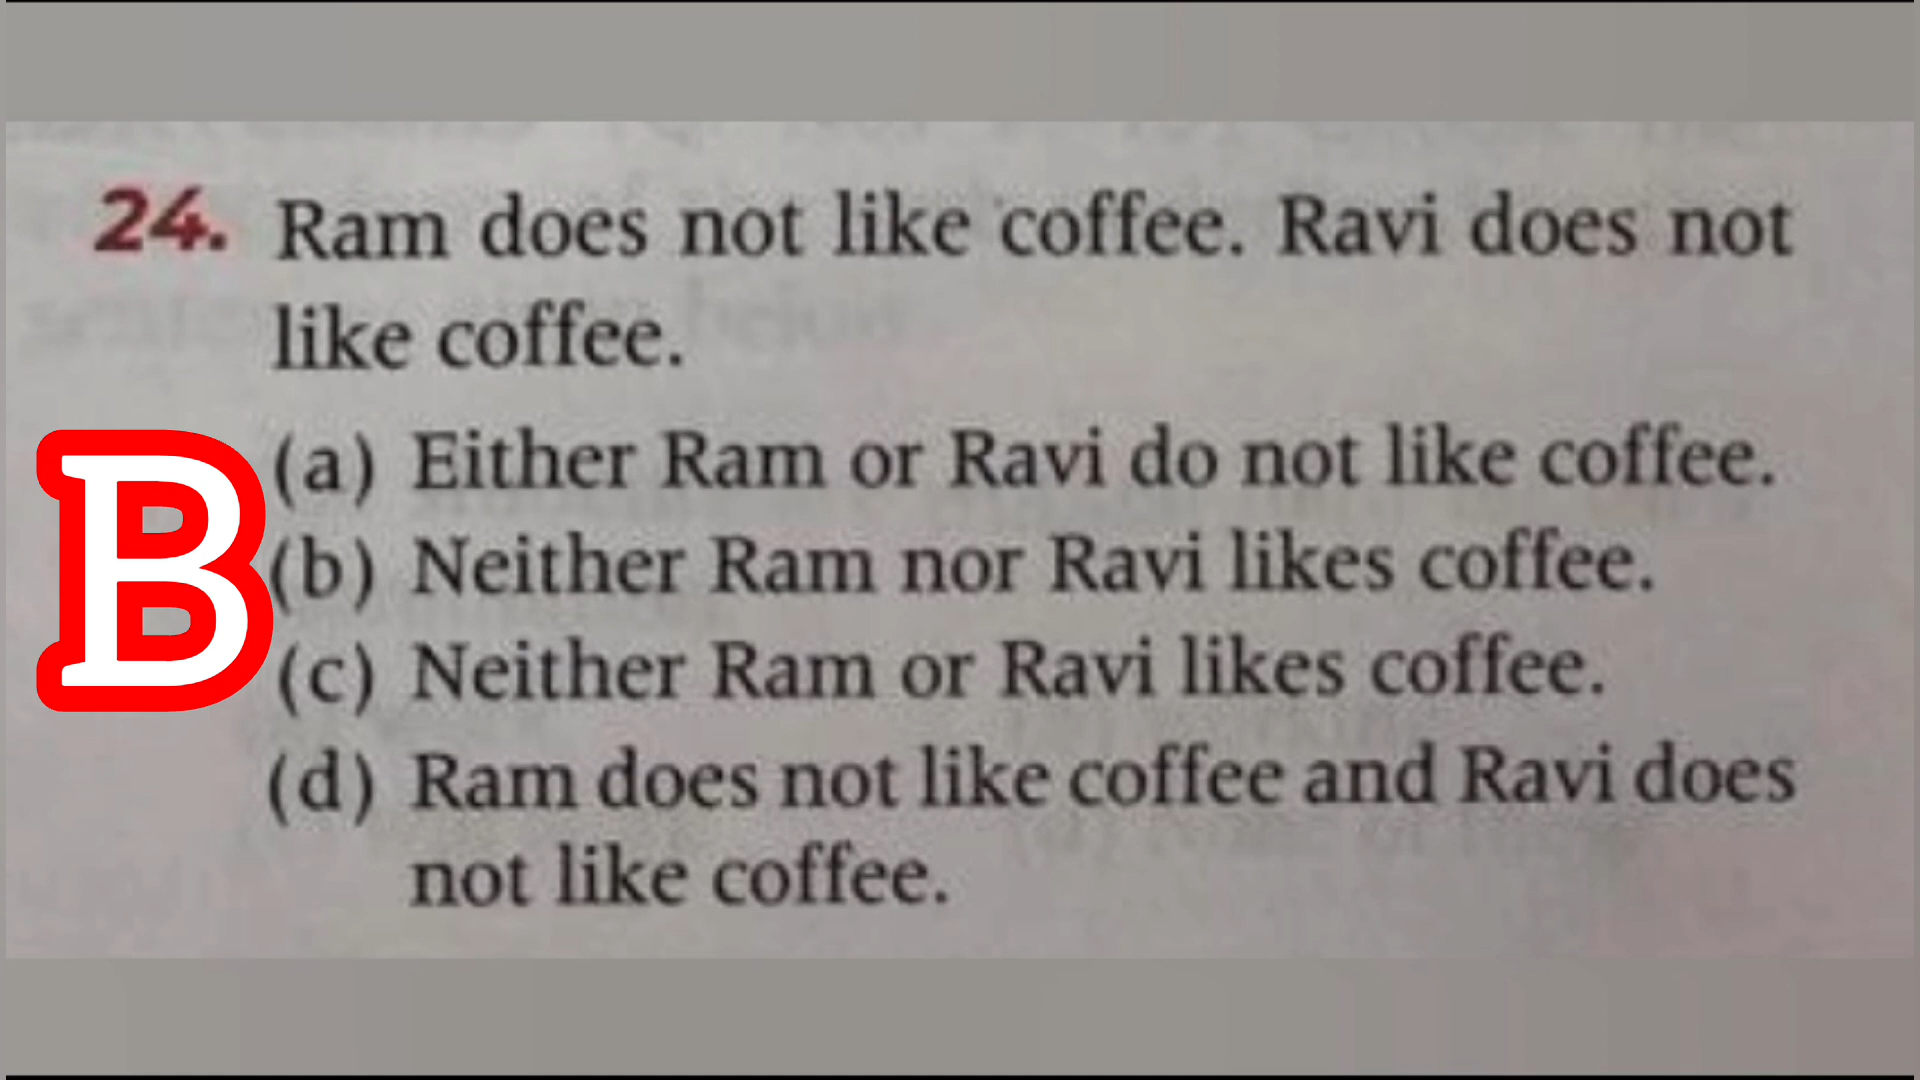 24. Ram does not like coffee. Ravi does not
like coffee.
(a) Either Ram or Ravi do not like coffee.
B
(b) Neither Ram nor Ravi likes coffee.
(c) Neither Ram or Ravi likes coffee.
(d) Ram does not like coffee and Ravi does
not like coffee.